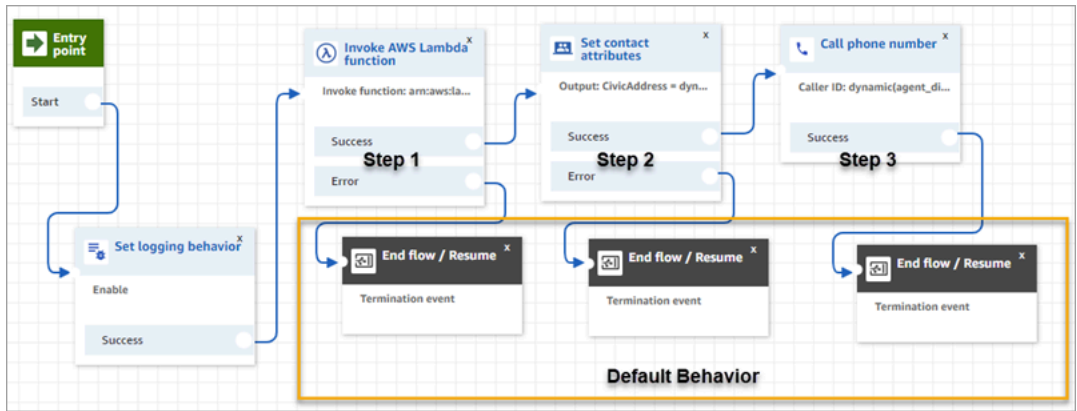 Entry
point
Start
Set logging behavior
x
Enable
Success
Invoke AWS Lambda
function
x
Invoke function: arn:aws:la...
Success
Step 1
Error
Set contact
attributes
x
Output: CivicAddress = dyn...
Success
Step 2
Error
Call phone number
x
Caller ID: dynamic(agent_di...
Success
Step 3
End flow / Resume
x
Termination event
End flow / Resume
x
Termination event
End flow / Resume
x
Termination event
Default Behavior